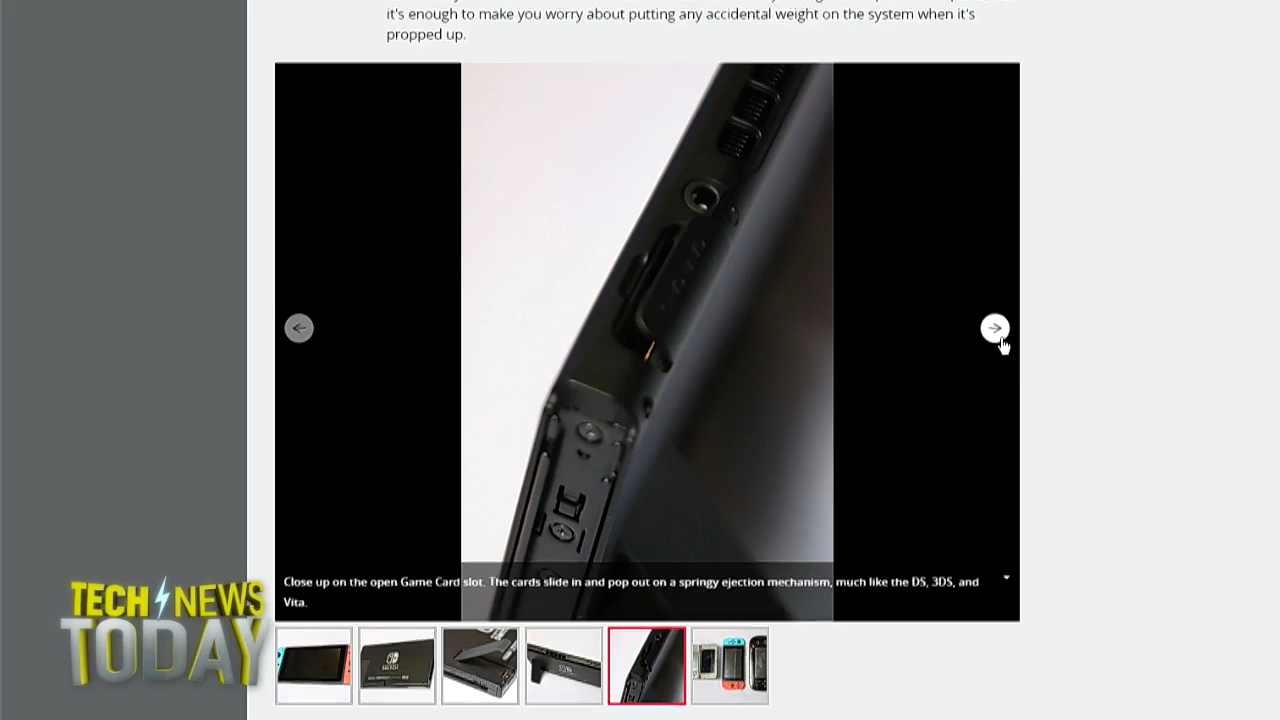 it's enough to make you worry about putting any accidental weight on the system when it's
propped up.
Close up on the open Game Card slot. The cards slide in and pop out on a springy ejection mechanism, much like the DS, 3DS, and
Vita.
TECH NEWS
TODAY